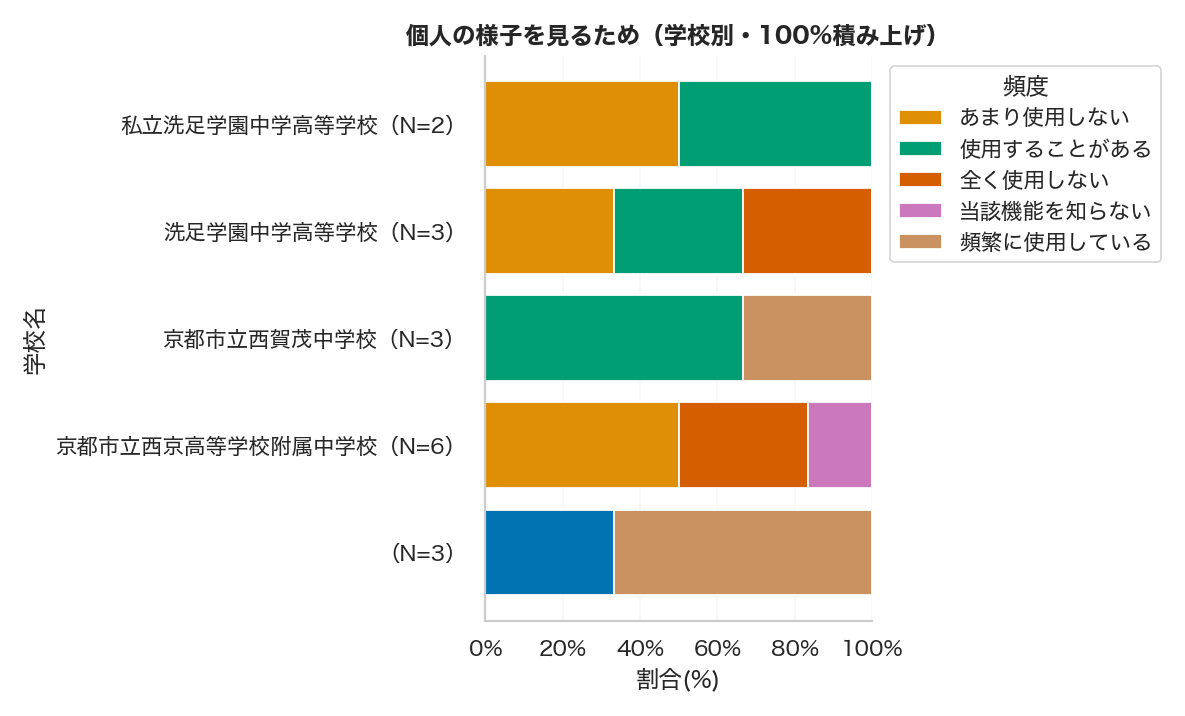 個人の様子を見るため（学校別・100%積み上げ）
頻度
あまり使用しない
使用することがある
全く使用しない
当該機能を知らない
頻繁に使用している
学校名
私立洗足学園中学高等学校（N=2）
洗足学園中学高等学校（N=3）
京都市立西賀茂中学校（N=3）
京都市立西京高等学校附属中学校（N=6）
（N=3）
0% 20% 40% 60% 80% 100%
割合(%)